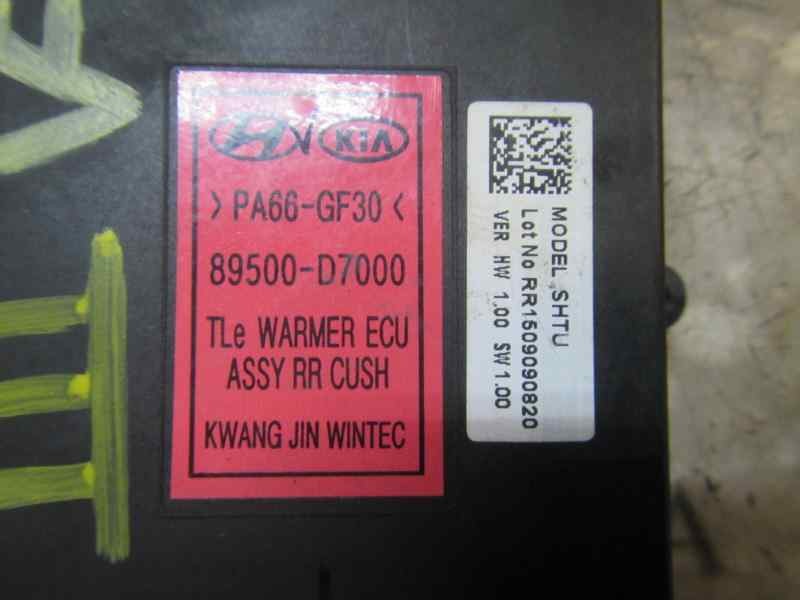 KIA
>PA66-GF30<
89500-D7000
TLe WARMER ECU
ASSY RR CUSH
KWANG JIN WINTEC
MODEL :SHTU
Lot No RR1509090820
VER HW 1.00 SW 1.00